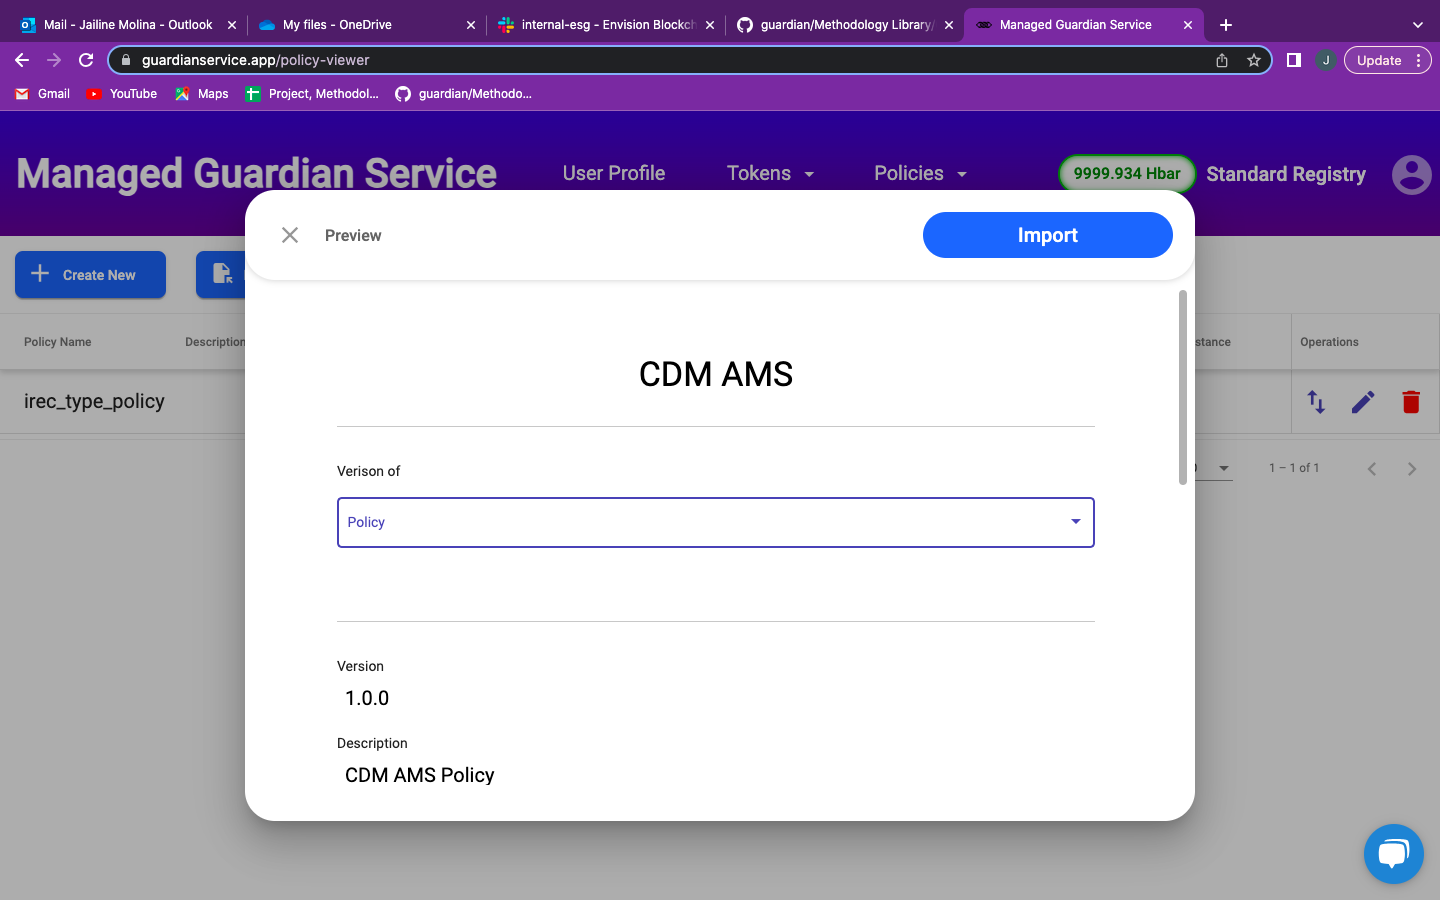 Mail - Jailine Molina - Outlook
My files - OneDrive
internal-esg - Envision Blockch
guardian/Methodology Library/
Managed Guardian Service
guardianservice.app/policy-viewer
J
Update
Gmail
YouTube
Maps
Project, Methodol...
guardian/Methodo...
Managed Guardian Service
User Profile
Tokens
Policies
9999.934 Hbar
Standard Registry
Preview
Import
Create New
Policy Name
Description
stance
Operations
CDM AMS
irec_type_policy
Verison of
1 – 1 of 1
Policy
Version
1.0.0
Description
CDM AMS Policy